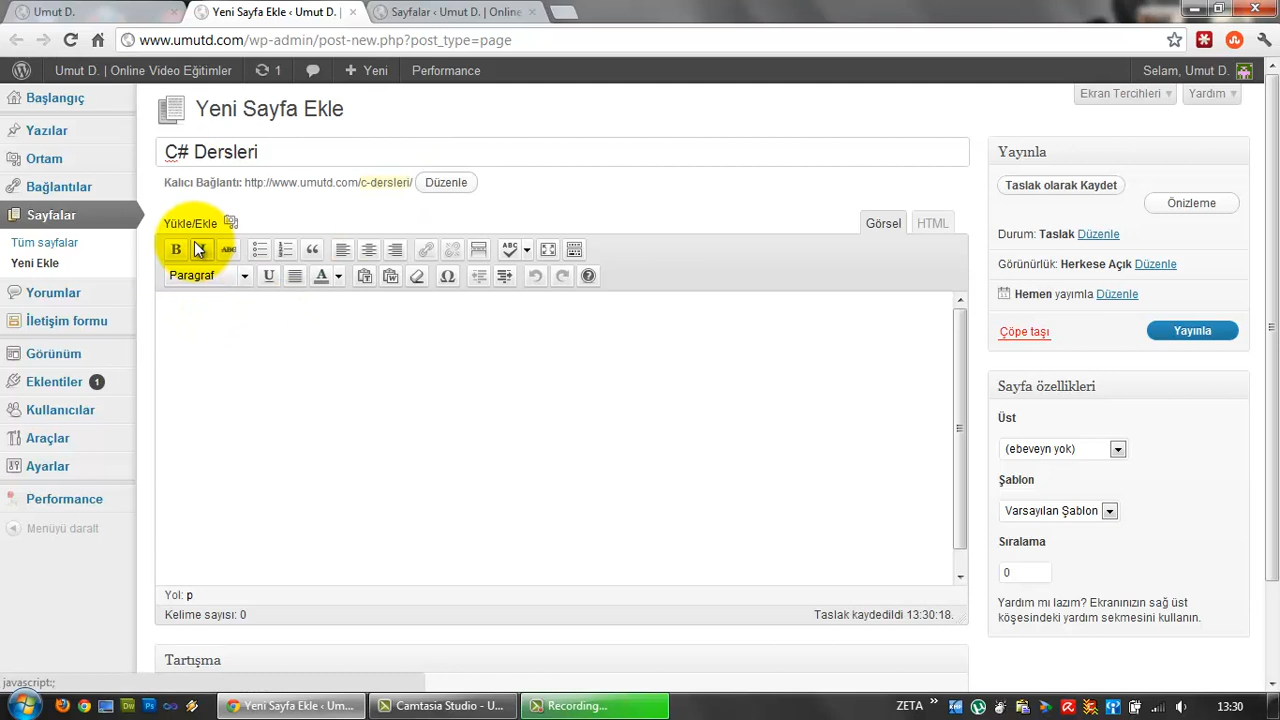 Umut D.
Yeni Sayfa Ekle ‹ Umut D. |
Sayfalar ‹ Umut D. | Online
www.umutd.com/wp-admin/post-new.php?post_type=page
Umut D. | Online Video Eğitimler
1
Yeni
Performance
Selam, Umut D.
Başlangıç
Yazılar
Ortam
Bağlantılar
Sayfalar
Tüm sayfalar
Yeni Ekle
Yorumlar
İletişim formu
Görünüm
Eklentiler 1
Kullanıcılar
Araçlar
Ayarlar
Performance
Menüyü daralt
Ekran Tercihleri
Yardım
Yeni Sayfa Ekle
C# Dersleri
Kalıcı Bağlantı: http://www.umutd.com/c-dersleri/ Düzenle
Yükle/Ekle
Görsel
HTML
B
ABC
ABC
Paragraf
U
A
Ω
Yol: p
Kelime sayısı: 0
Taslak kaydedildi 13:30:18.
Tartışma
Yayınla
Taslak olarak Kaydet
Önizleme
Durum: Taslak Düzenle
Görünürlük: Herkese Açık Düzenle
Hemen yayımla Düzenle
Çöpe taşı
Yayınla
Sayfa özellikleri
Üst
(ebeveyn yok)
Şablon
Varsayılan Şablon
Sıralama
0
Yardım mı lazım? Ekranınızın sağ üst
köşesindeki yardım sekmesini kullanın.
javascript:;
Yeni Sayfa Ekle ‹ Um...
Camtasia Studio - U...
Recording...
ZETA
13:30